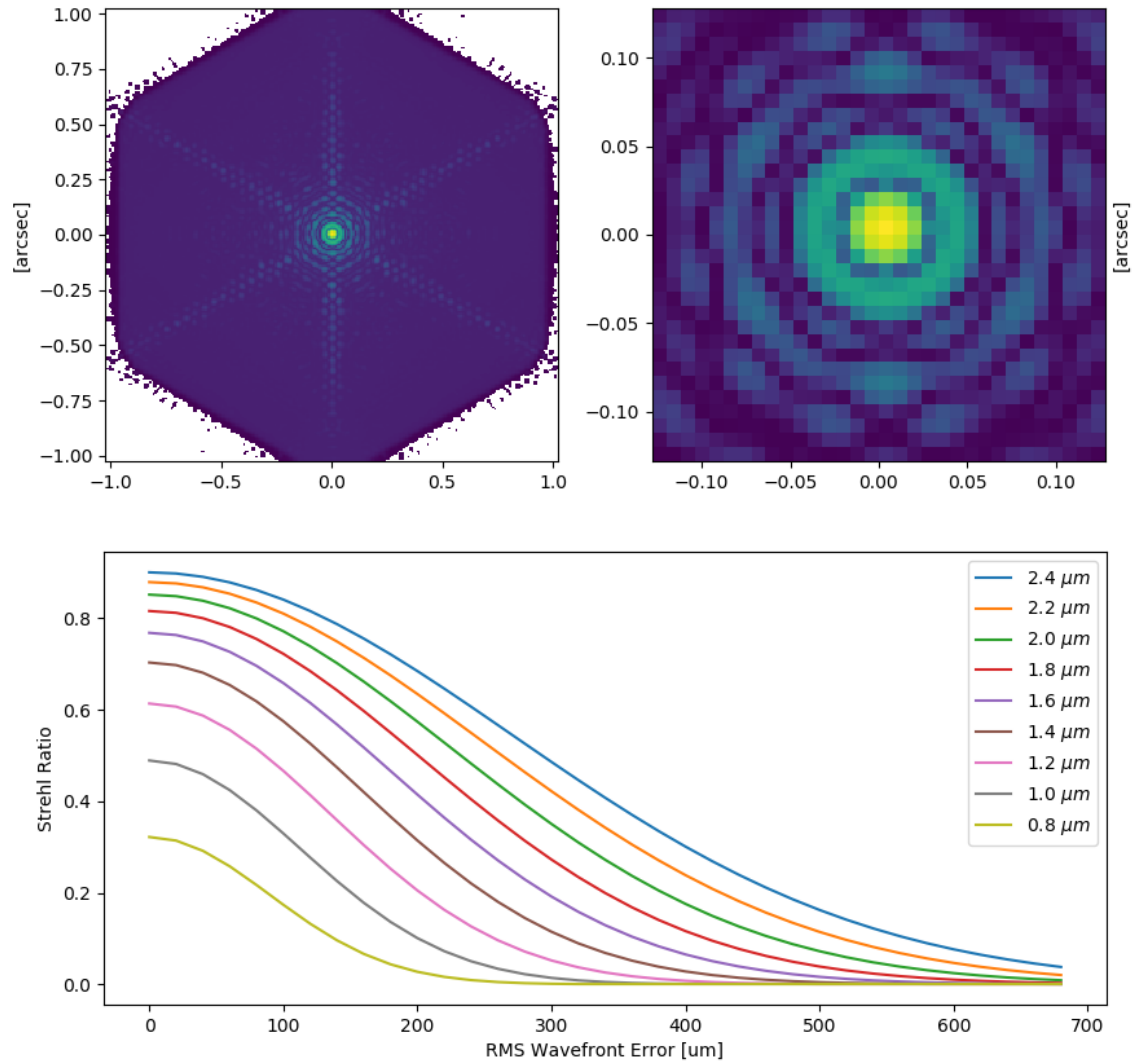 1.00
0.75
0.50
0.25
0.00
−0.25
−0.50
−0.75
−1.00
[arcsec]
−1.0 −0.5 0.0 0.5 1.0
0.10
0.05
0.00
−0.05
−0.10
[arcsec]
−0.10 −0.05 0.00 0.05 0.10
0.8
0.6
0.4
0.2
0.0
Strehl Ratio
2.4 μm
2.2 μm
2.0 μm
1.8 μm
1.6 μm
1.4 μm
1.2 μm
1.0 μm
0.8 μm
0 100 200 300 400 500 600 700
RMS Wavefront Error [um]